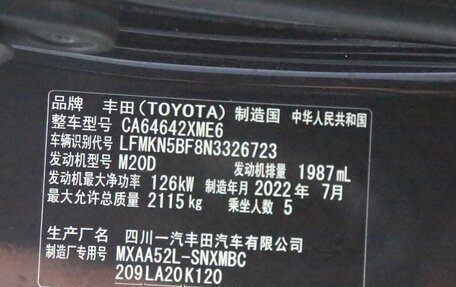 品牌 丰田(TOYOTA) 制造国 中华人民共和国
整车型号 CA64642XME6
车辆识别代号 LFMKN5BF8N3326723
发动机型号 M20D 发动机排量 1987mL
发动机最大净功率 126kW 制造年月 2022年 7月
最大允许总质量 2115kg 乘坐人数 5
生产厂名 四川一汽丰田汽车有限公司
制造厂专用号 MXAA52L-SNXMBC
209LA20K120